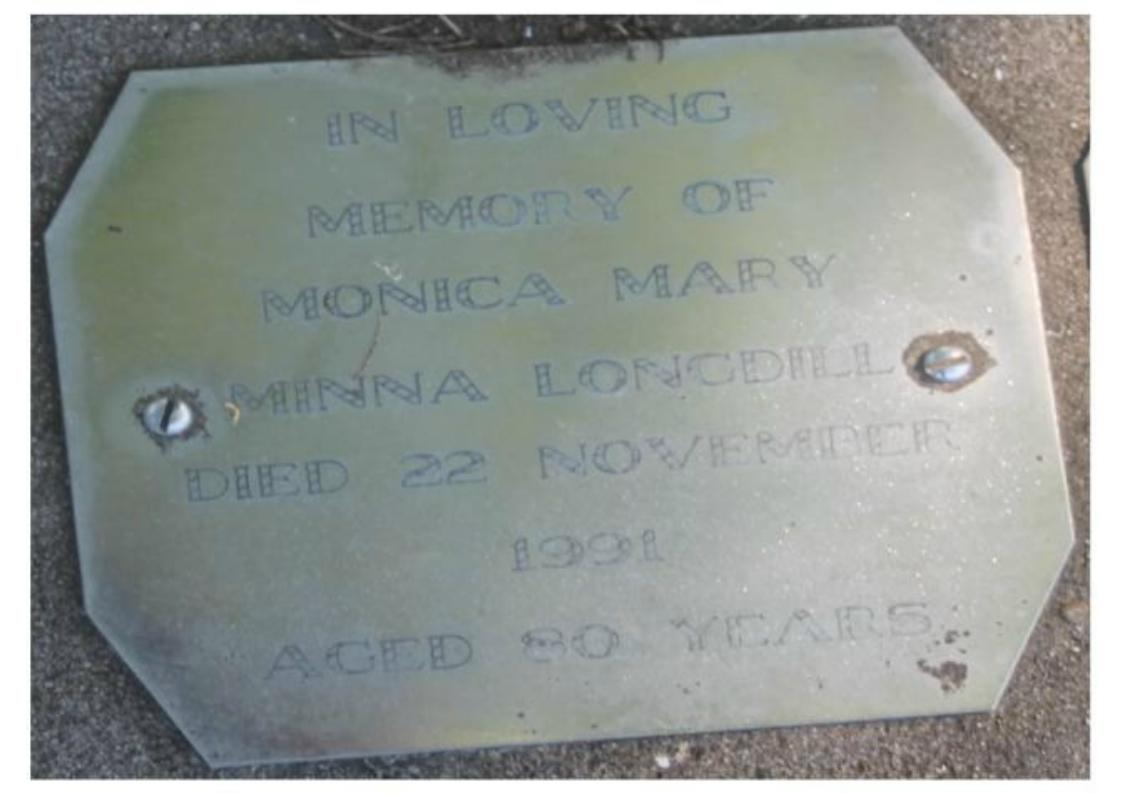 IN LOVING
MEMORY OF
MONICA MARY
MINNA LONGDILL
DIED 22 NOVEMBER
1991
AGED 80 YEARS